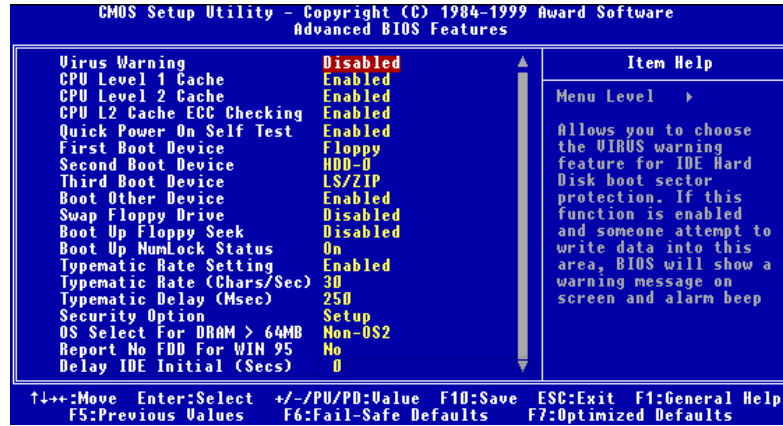 CMOS Setup Utility – Copyright (C) 1984-1999 Award Software
Advanced BIOS Features
Virus Warning Disabled
CPU Level 1 Cache Enabled
CPU Level 2 Cache Enabled
CPU L2 Cache ECC Checking Enabled
Quick Power On Self Test Enabled
First Boot Device Floppy
Second Boot Device HDD-0
Third Boot Device LS/ZIP
Boot Other Device Enabled
Swap Floppy Drive Disabled
Boot Up Floppy Seek Disabled
Boot Up NumLock Status On
Typematic Rate Setting Enabled
Typematic Rate (Chars/Sec) 30
Typematic Delay (Msec) 250
Security Option Setup
OS Select For DRAM > 64MB Non-OS2
Report No FDD For WIN 95 No
Delay IDE Initial (Secs) 0
Item Help
Menu Level ▸
Allows you to choose
the VIRUS warning
feature for IDE Hard
Disk boot sector
protection. If this
function is enabled
and someone attempt to
write data into this
area, BIOS will show a
warning message on
screen and alarm beep
↑↓→←:Move Enter:Select +/-/PU/PD:Value F10:Save ESC:Exit F1:General Help
F5:Previous Values F6:Fail-Safe Defaults F7:Optimized Defaults